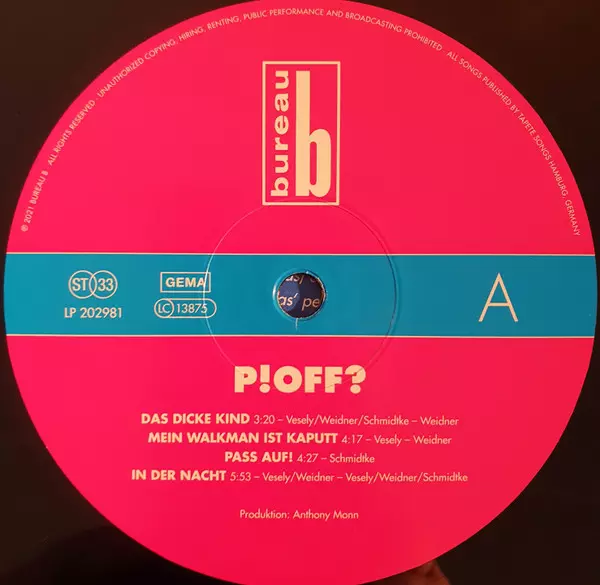 ℗ 2021 BUREAU B · ALL RIGHTS RESERVED · UNAUTHORIZED COPYING, HIRING, RENTING, PUBLIC PERFORMANCE AND BROADCASTING PROHIBITED · ALL SONGS PUBLISHED BY TAPETE SONGS HAMBURG, GERMANY
bureau b
ST 33
GEMA
LC 13875
LP 202981
A
P!OFF?
DAS DICKE KIND 3:20 – Vesely/Weidner/Schmidtke – Weidner
MEIN WALKMAN IST KAPUTT 4:17 – Vesely – Weidner
PASS AUF! 4:27 – Schmidtke
IN DER NACHT 5:53 – Vesely/Weidner – Vesely/Weidner/Schmidtke
Produktion: Anthony Monn